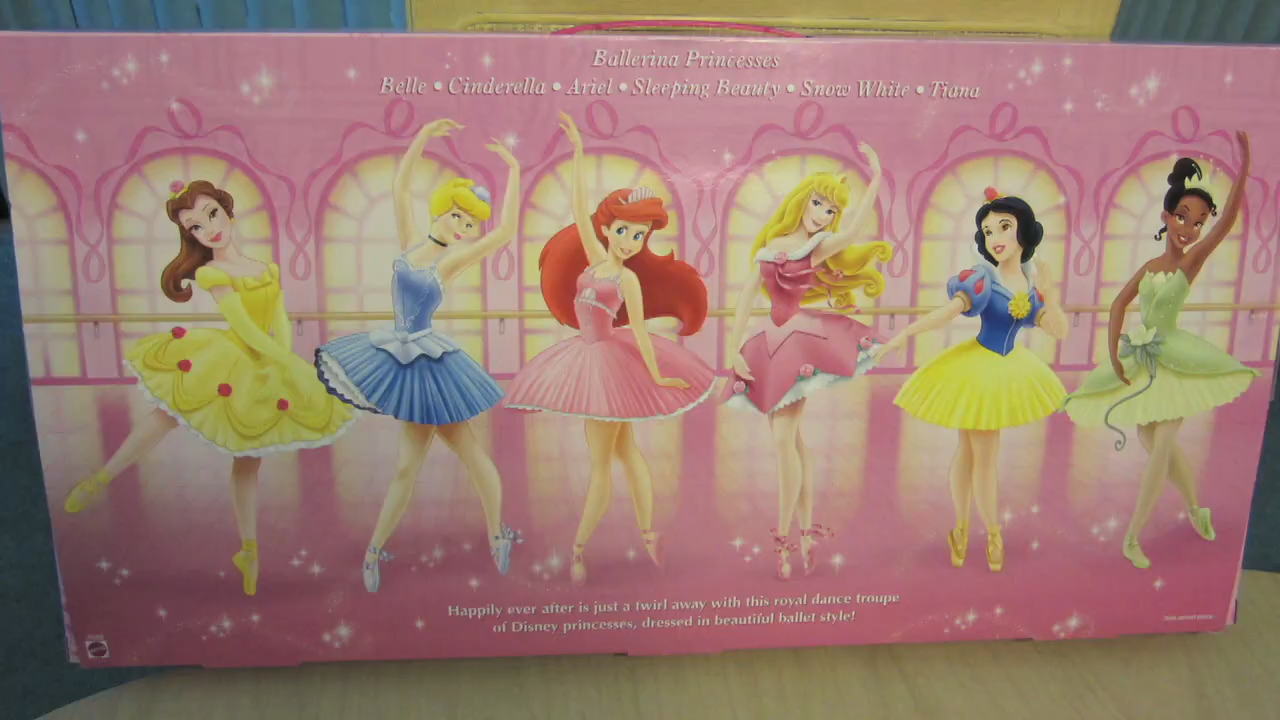 Ballerina Princesses
Belle • Cinderella • Ariel • Sleeping Beauty • Snow White • Tiana
Happily ever after is just a twirl away with this royal dance troupe
of Disney princesses, dressed in beautiful ballet style!